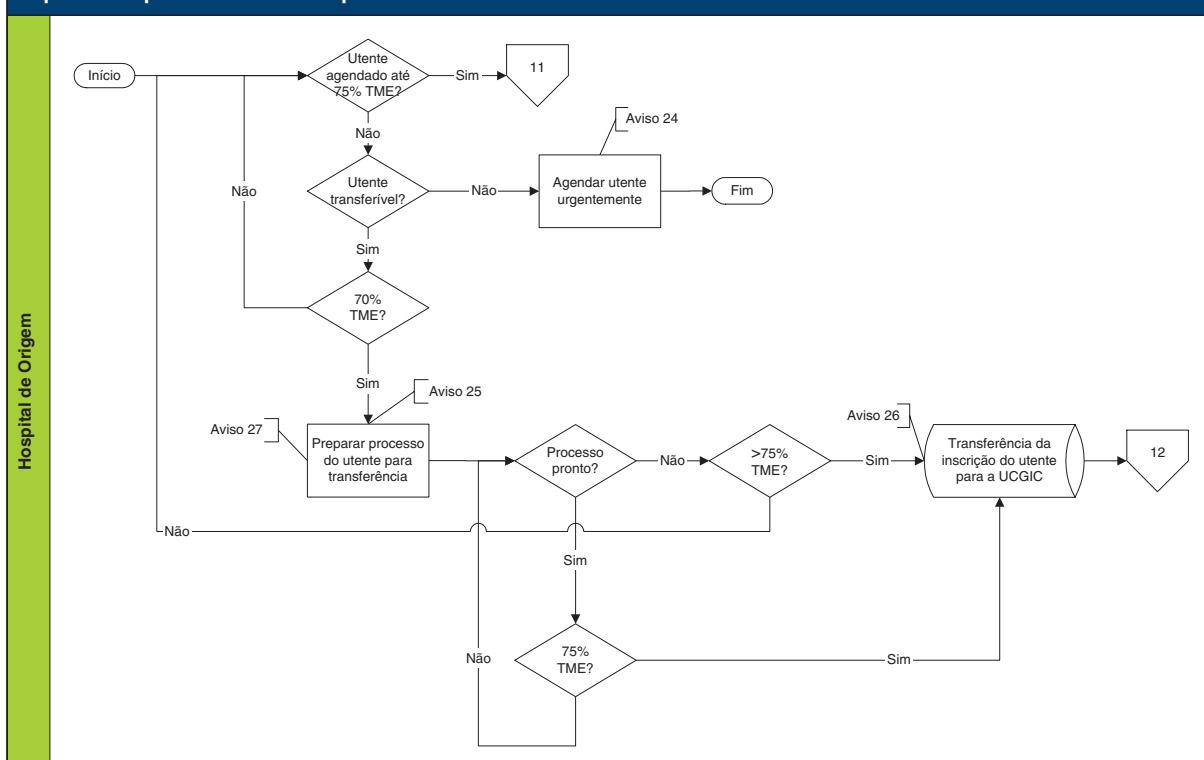 Início
Utente
agendado até
75% TME?
Sim
11
Não
Aviso 24
Utente
transferível?
Não
Agendar utente
urgentemente
Fim
Não
Sim
70%
TME?
Hospital de Origem
Sim
Aviso 25
Aviso 27
Preparar processo
do utente para
transferência
Processo
pronto?
Não
>75%
TME?
Sim
Aviso 26
Transferência da
inscrição do utente
para a UCGIC
12
Não
Sim
Não
75%
TME?
Sim